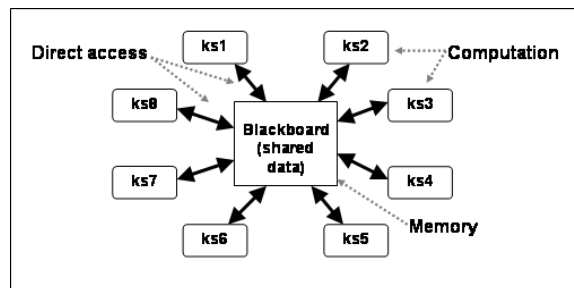 ks1
ks2
Direct access
Computation
ks8
ks3
Blackboard
(shared
data)
ks7
ks4
ks6
ks5
Memory